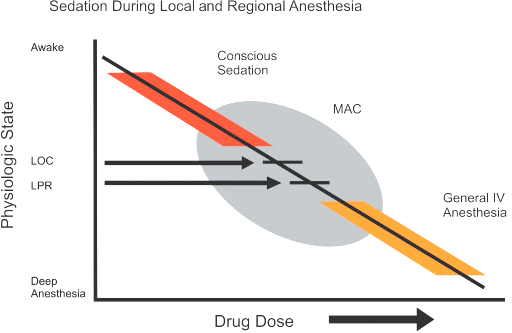 Sedation During Local and Regional Anesthesia
Awake
Conscious
Sedation
MAC
LOC
LPR
General IV
Anesthesia
Deep
Anesthesia
Physiologic State
Drug Dose